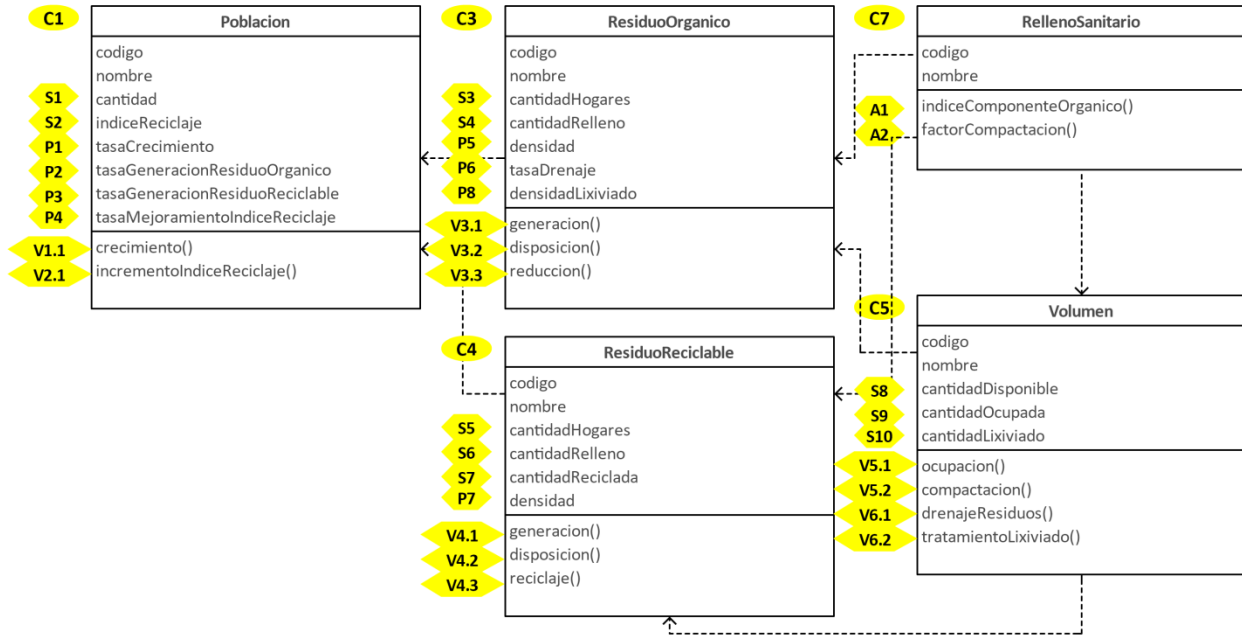 C1
Poblacion
codigo
nombre
S1 cantidad
S2 indiceReciclaje
P1 tasaCrecimiento
P2 tasaGeneracionResiduoOrganico
P3 tasaGeneracionResiduoReciclable
P4 tasaMejoramientoIndiceReciclaje
V1.1 crecimiento()
V2.1 incrementoIndiceReciclaje()
C3
ResiduoOrganico
codigo
nombre
S3 cantidadHogares
S4 cantidadRelleno
P5 densidad
P6 tasaDrenaje
P8 densidadLixiviado
V3.1 generacion()
V3.2 disposicion()
V3.3 reduccion()
C7
RellenoSanitario
codigo
nombre
A1 indiceComponenteOrganico()
A2 factorCompactacion()
C4
ResiduoReciclable
codigo
nombre
S5 cantidadHogares
S6 cantidadRelleno
S7 cantidadReciclada
P7 densidad
V4.1 generacion()
V4.2 disposicion()
V4.3 reciclaje()
C5
Volumen
codigo
nombre
S8 cantidadDisponible
S9 cantidadOcupada
S10 cantidadLixiviado
V5.1 ocupacion()
V5.2 compactacion()
V6.1 drenajeResiduos()
V6.2 tratamientoLixiviado()